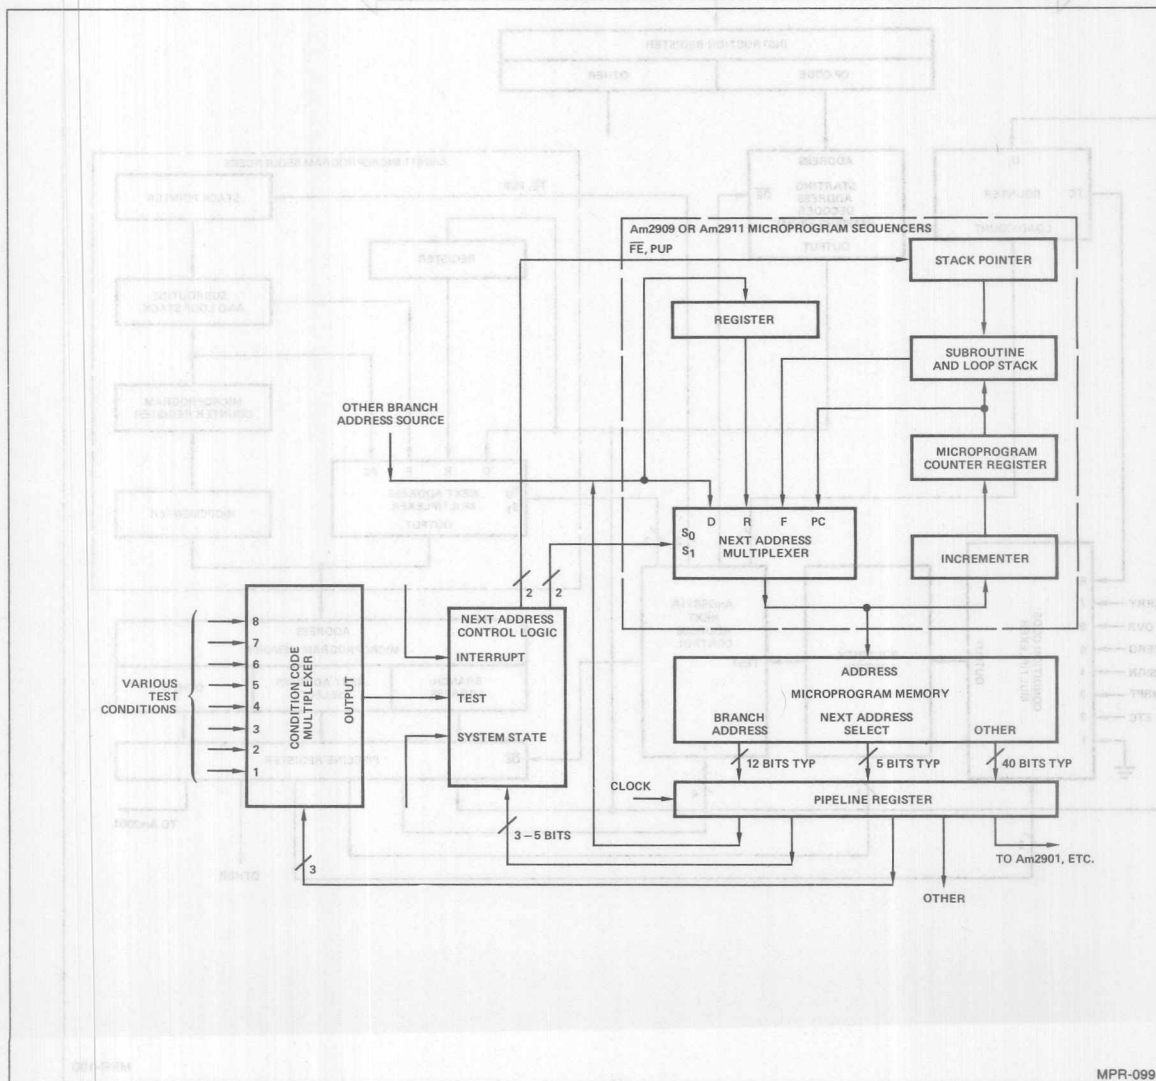 Am2909 OR Am2911 MICROPROGRAM SEQUENCERS
F̅E̅, PUP
STACK POINTER
REGISTER
SUBROUTINE
AND LOOP STACK
OTHER BRANCH
ADDRESS SOURCE
MICROPROGRAM
COUNTER REGISTER
D R F PC
S0
S1
NEXT ADDRESS
MULTIPLEXER
INCREMENTER
2 2
VARIOUS
TEST
CONDITIONS
8
7
6
5
4
3
2
1
CONDITION CODE
MULTIPLEXER
OUTPUT
NEXT ADDRESS
CONTROL LOGIC
INTERRUPT
TEST
SYSTEM STATE
ADDRESS
MICROPROGRAM MEMORY
BRANCH
ADDRESS
NEXT ADDRESS
SELECT
OTHER
12 BITS TYP
5 BITS TYP
40 BITS TYP
CLOCK
PIPELINE REGISTER
3
3–5 BITS
TO Am2901, ETC.
OTHER
MPR-099